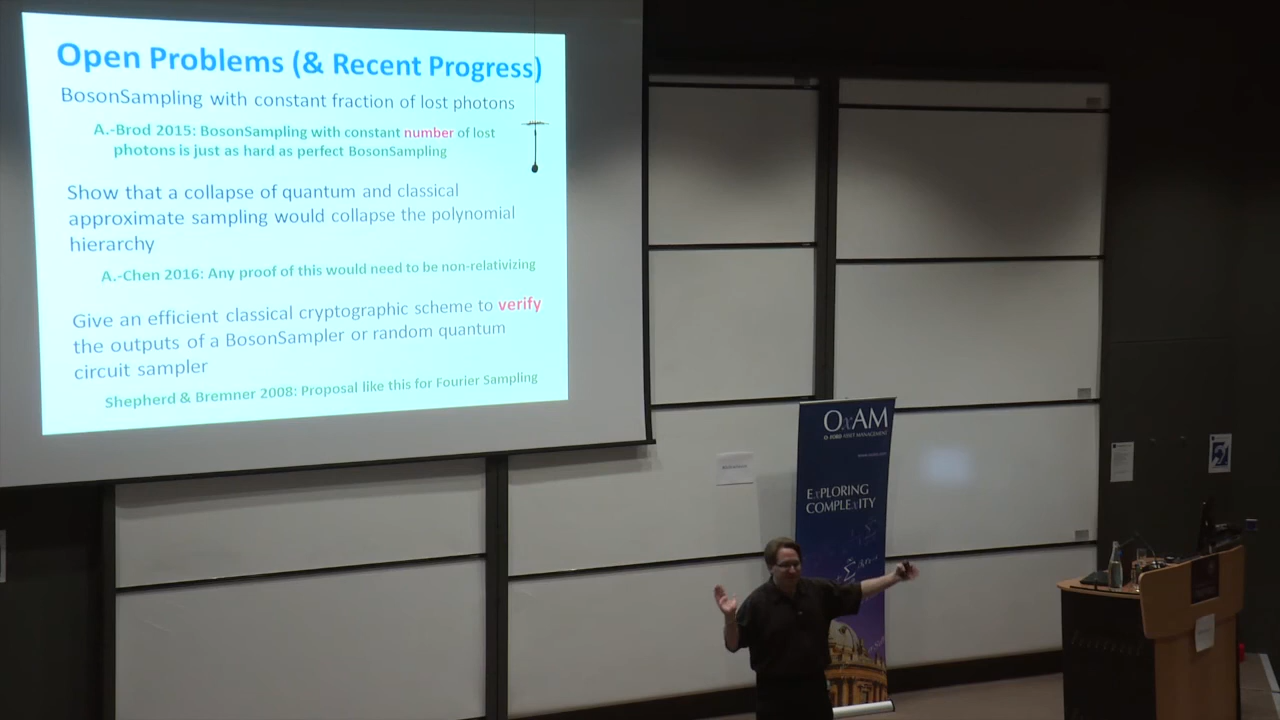 Open Problems (& Recent Progress)
BosonSampling with constant fraction of lost photons
A.-Brod 2015: BosonSampling with constant number of lost
photons is just as hard as perfect BosonSampling
Show that a collapse of quantum and classical
approximate sampling would collapse the polynomial
hierarchy
A.-Chen 2016: Any proof of this would need to be non-relativizing
Give an efficient classical cryptographic scheme to verify
the outputs of a BosonSampler or random quantum
circuit sampler
Shepherd & Bremner 2008: Proposal like this for Fourier Sampling
OxAM
EXPLORING
COMPLEXITY